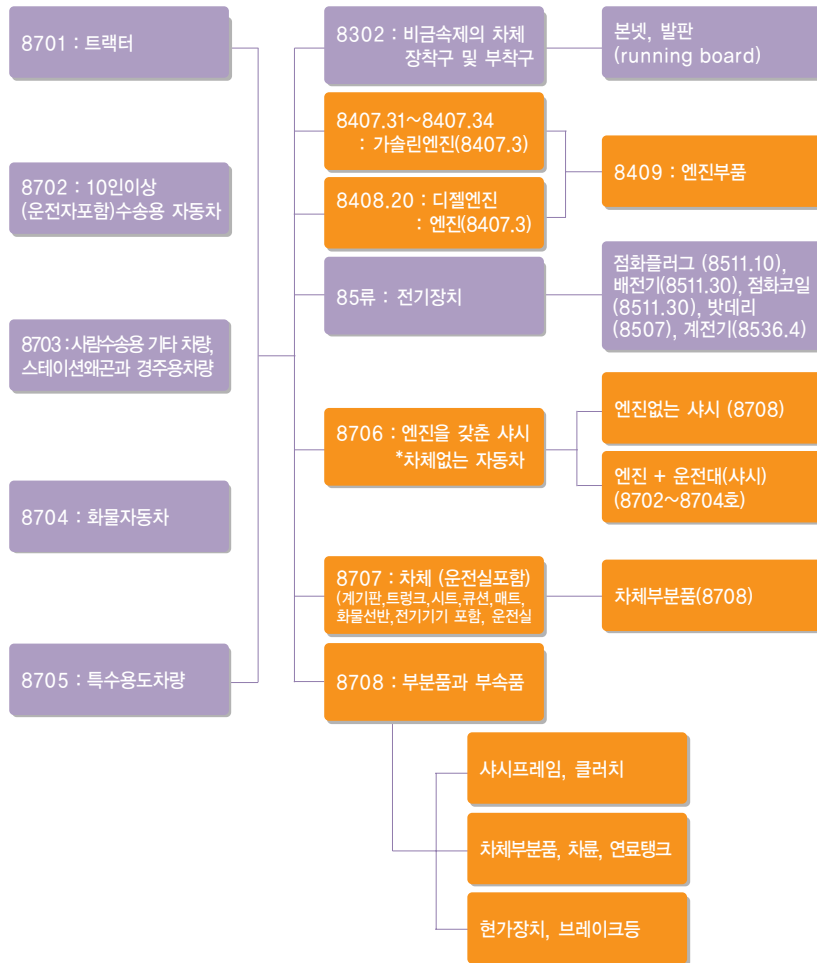 8701 : 트랙터
8702 : 10인이상
(운전자포함)수송용 자동차
8703 : 사람수송용 기타 차량,
스테이션왜곤과 경주용차량
8704 : 화물자동차
8705 : 특수용도차량
8302 : 비금속제의 차체
장착구 및 부착구
본넷, 발판
(running board)
8407.31~8407.34
: 가솔린엔진(8407.3)
8408.20 : 디젤엔진
: 엔진(8407.3)
8409 : 엔진부품
85류 : 전기장치
점화플러그 (8511.10),
배전기(8511.30), 점화코일
(8511.30), 밧데리
(8507), 계전기(8536.4)
8706 : 엔진을 갖춘 샤시
*차체없는 자동차
엔진없는 샤시 (8708)
엔진 + 운전대(샤시)
(8702~8704호)
8707 : 차체 (운전실포함)
(계기판,트렁크,시트,큐션,매트,
화물선반,전기기기 포함, 운전실
차체부분품(8708)
8708 : 부분품과 부속품
샤시프레임, 클러치
차체부분품, 차륜, 연료탱크
현가장치, 브레이크등